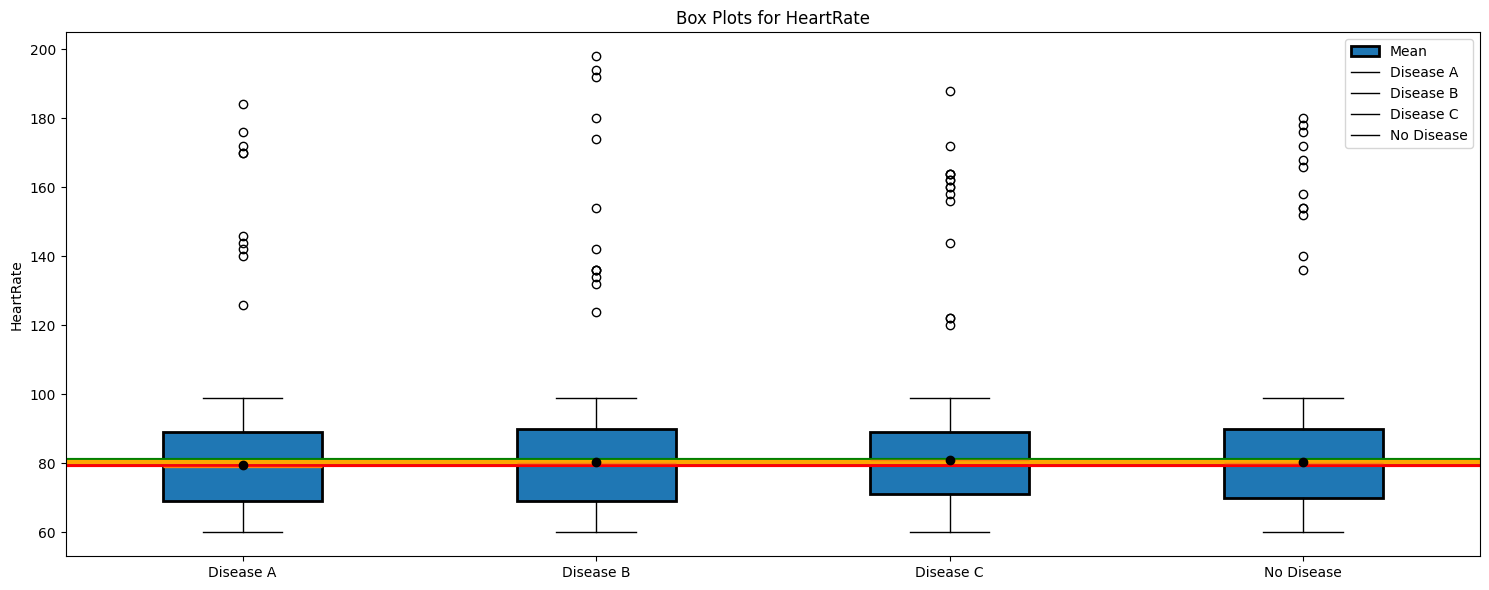 Box Plots for HeartRate
200
180
160
140
120
100
80
60
HeartRate
Mean
Disease A
Disease B
Disease C
No Disease
Disease A Disease B Disease C No Disease